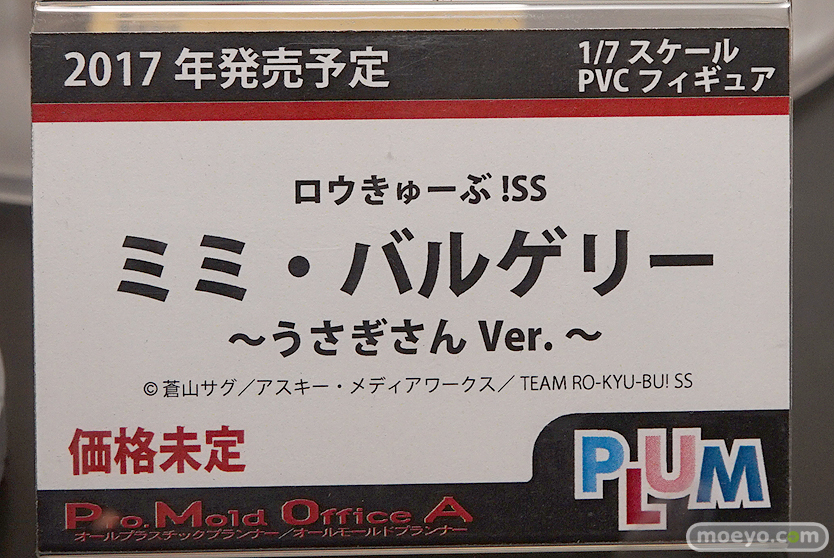 2017年発売予定
1/7 スケール
PVC フィギュア
ロウきゅーぶ!SS
ミミ・バルゲリー
～うさぎさん Ver. ～
©蒼山サグ／アスキー・メディアワークス／ TEAM RO-KYU-BU! SS
価格未定
PLUM
Pro.Mold Office A
オールプラスチックプランナー／オールモールドプランナー
moeyo.com